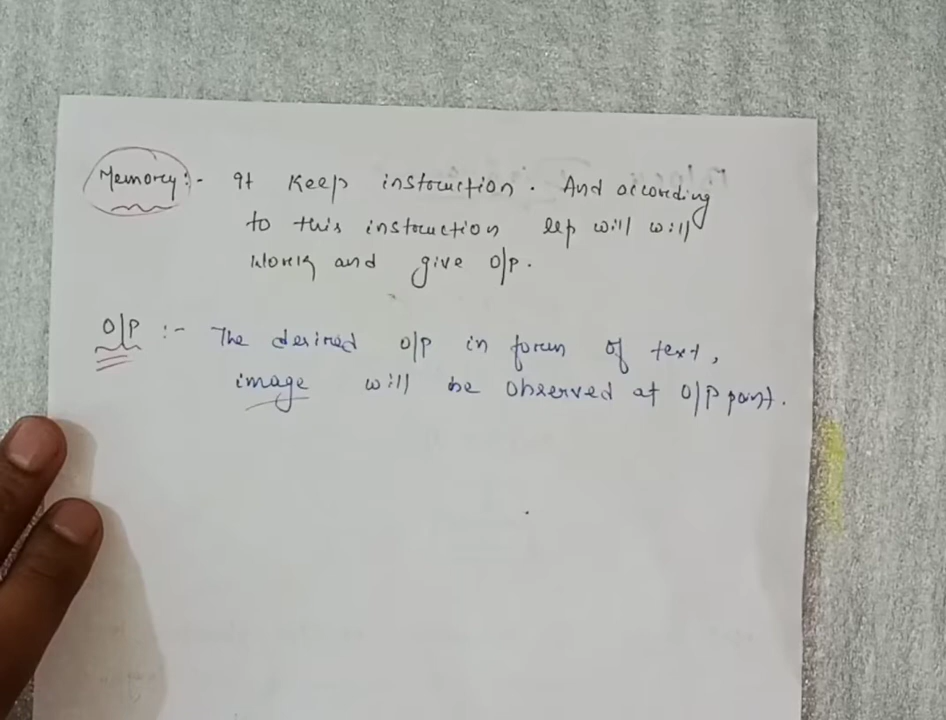 Memory :- It keep instruction. And according
to this instruction up will will
work and give O/P.
O/P :- The desired O/P in form of text,
image will be observed at O/P part.